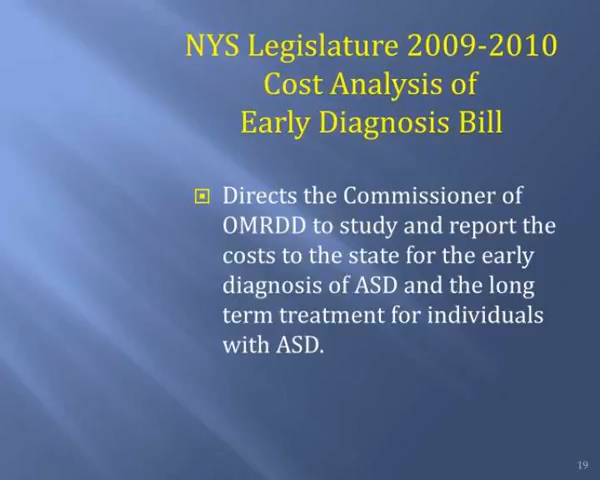 NYS Legislature 2009-2010
Cost Analysis of
Early Diagnosis Bill
Directs the Commissioner of
OMRDD to study and report the
costs to the state for the early
diagnosis of ASD and the long
term treatment for individuals
with ASD.
19